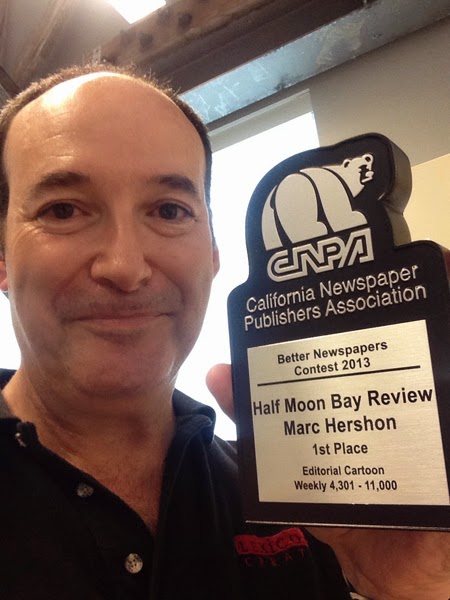 CNPA
California Newspaper
Publishers Association
Better Newspapers
Contest 2013
Half Moon Bay Review
Marc Hershon
1st Place
Editorial Cartoon
Weekly 4,301 - 11,000
LEXICON